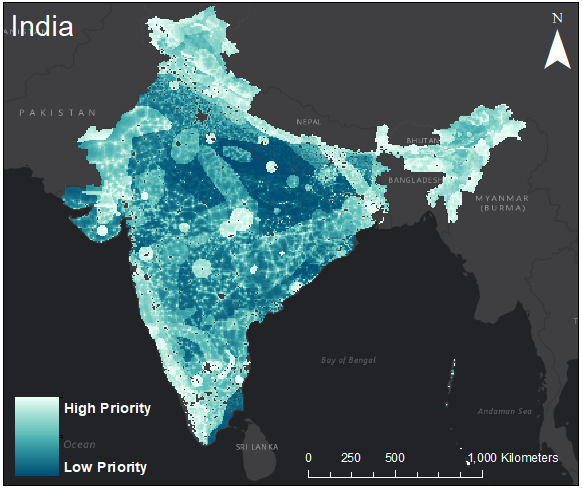 India
N
PAKISTAN
NEPAL
BHUTAN
BANGLADESH
MYANMAR
(BURMA)
Bay of Bengal
High Priority
Andaman Sea
Ocean
SRI LANKA
Low Priority
0 250 500 1,000 Kilometers